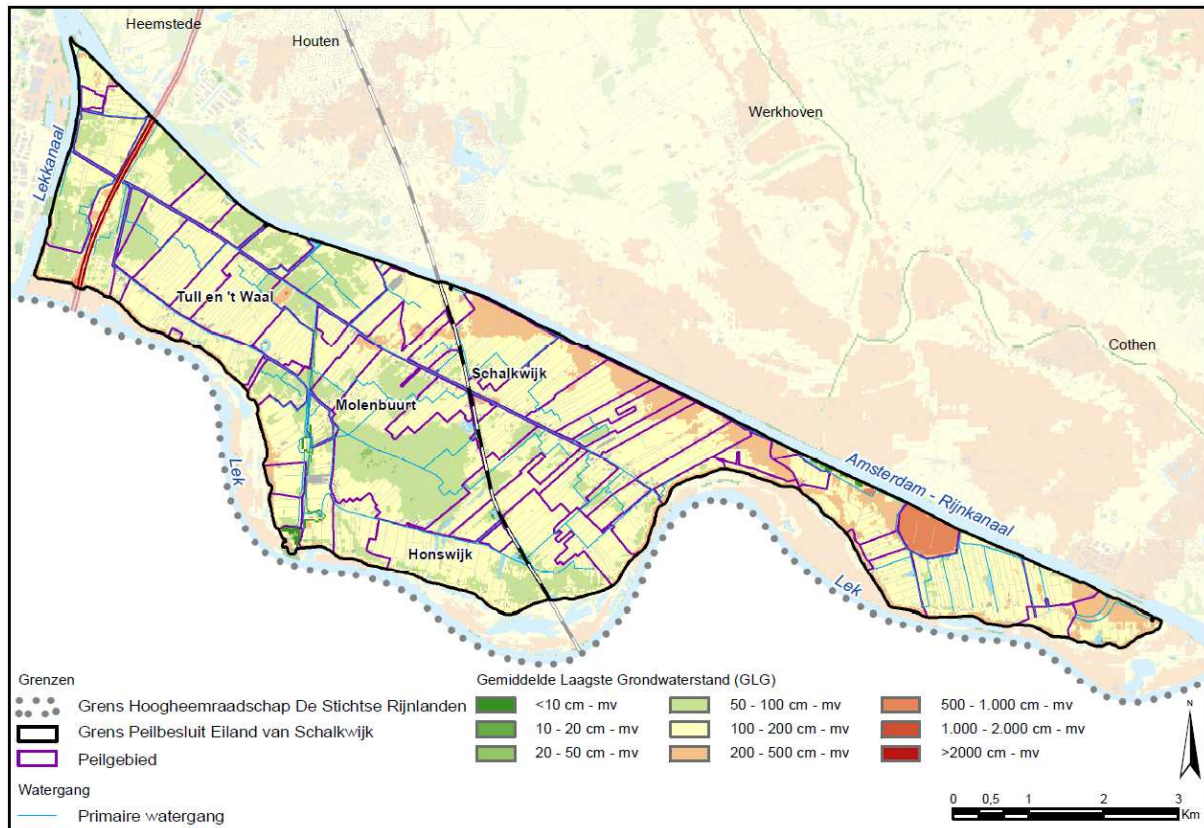 Heemstede
Houten
Werkhoven
Lekkanaal
Cothen
Tull en 't Waal
Schalkwijk
Molenbuurt
Lek
Amsterdam - Rijnkanaal
Honswijk
Lek
Grenzen
Grens Hoogheemraadschap De Stichtse Rijnlanden
Grens Peilbesluit Eiland van Schalkwijk
Peilgebied
Watergang
Primaire watergang
Gemiddelde Laagste Grondwaterstand (GLG)
<10 cm - mv
10 - 20 cm - mv
20 - 50 cm - mv
50 - 100 cm - mv
100 - 200 cm - mv
200 - 500 cm - mv
500 - 1.000 cm - mv
1.000 - 2.000 cm - mv
>2000 cm - mv
N
0 0,5 1 2 3
Km